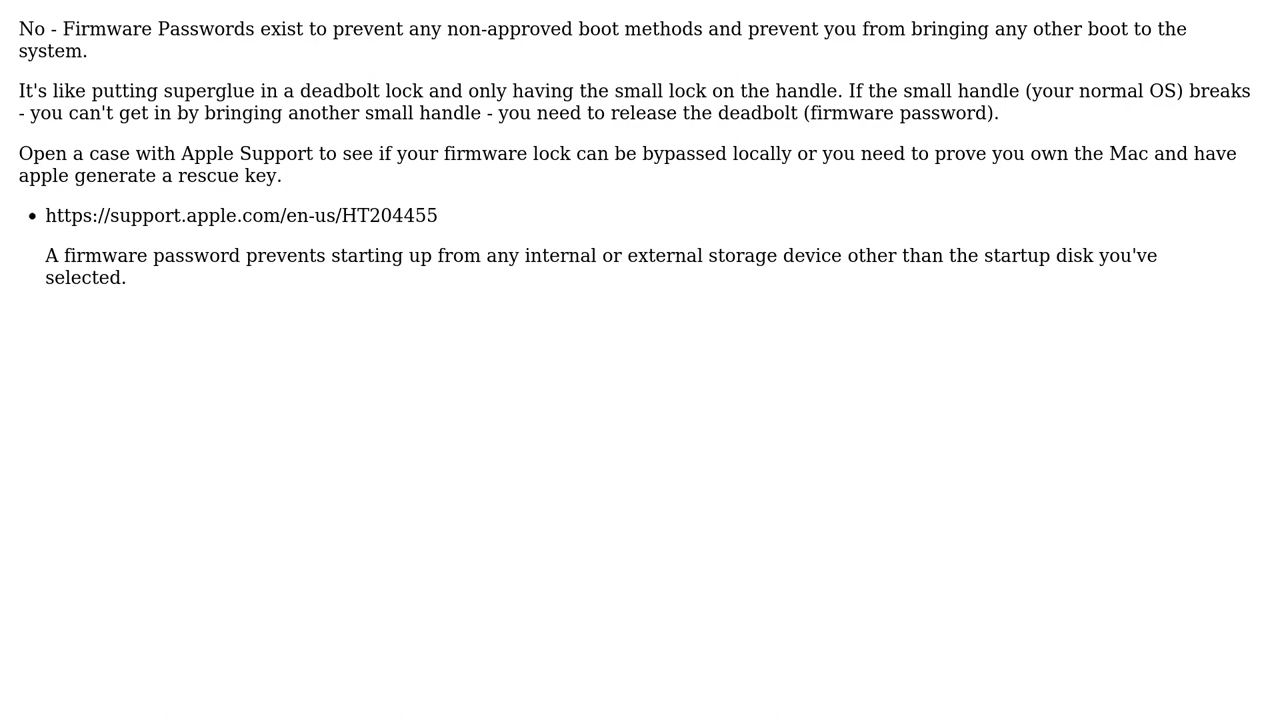 No - Firmware Passwords exist to prevent any non-approved boot methods and prevent you from bringing any other boot to the
system.
It's like putting superglue in a deadbolt lock and only having the small lock on the handle. If the small handle (your normal OS) breaks
- you can't get in by bringing another small handle - you need to release the deadbolt (firmware password).
Open a case with Apple Support to see if your firmware lock can be bypassed locally or you need to prove you own the Mac and have
apple generate a rescue key.
• https://support.apple.com/en-us/HT204455
A firmware password prevents starting up from any internal or external storage device other than the startup disk you've
selected.